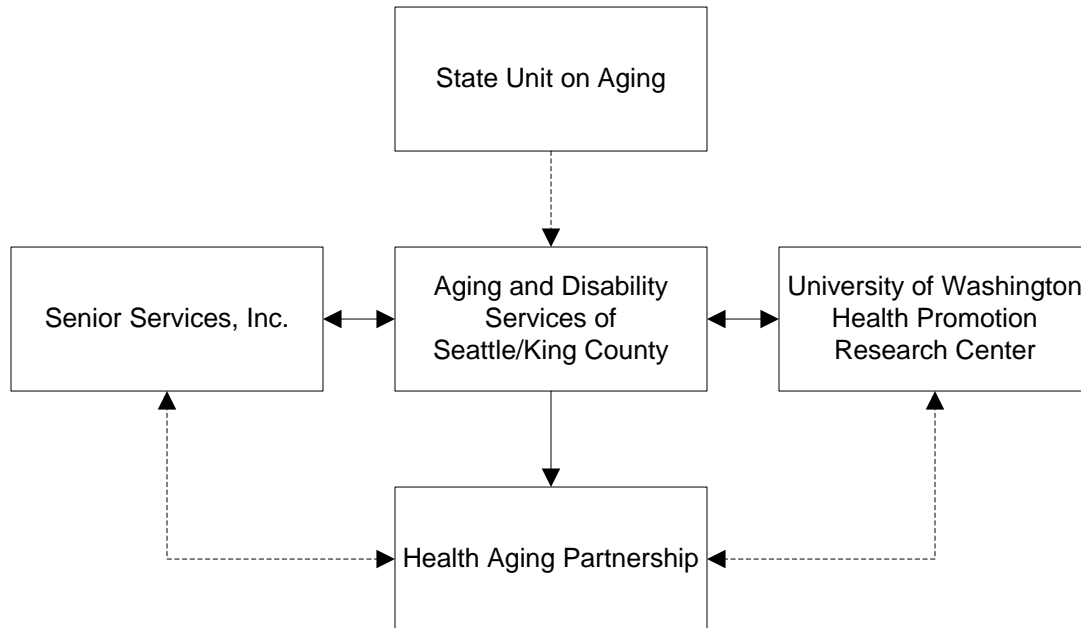 State Unit on Aging
Senior Services, Inc.
Aging and Disability
Services of
Seattle/King County
University of Washington
Health Promotion
Research Center
Health Aging Partnership